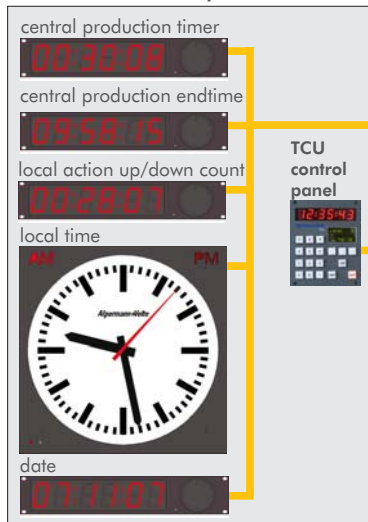 central production timer
00:30:08
central production endtime
09:58:15
local action up/down count
00:28:07
local time
AM PM
Alpermann+Velte
date
07:11:07
TCU
control
panel
12:35:43